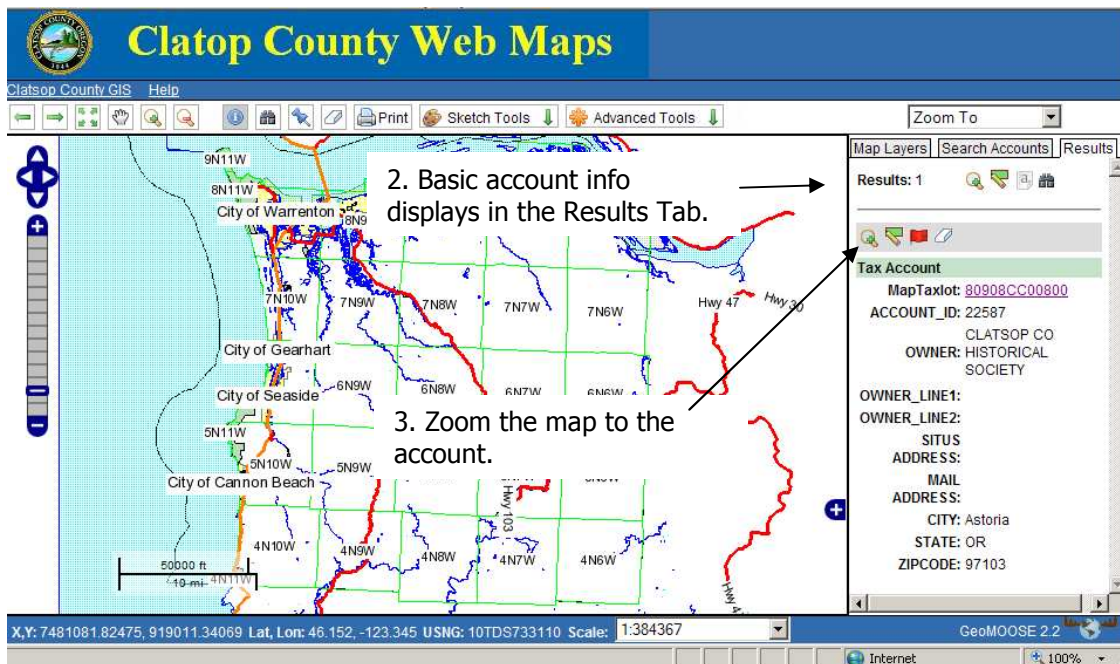 Clatop County Web Maps
Clatsop County GIS Help
Print Sketch Tools Advanced Tools Zoom To
Map Layers Search Accounts Results
Results: 1
2. Basic account info
displays in the Results Tab.
3. Zoom the map to the
account.
9N11W
8N11W
City of Warrenton
8N9
7N10W 7N9W 7N8W 7N7W 7N6W
Hwy 47 Hwy 30
City of Gearhart
6N9W 6N8W 6N7W 6N6W
City of Seaside
5N11W
5N10W 5N9W
City of Cannon Beach
Hwy 103
4N10W 4N9W 4N8W 4N7W 4N6W
50000 ft
10 mi
4N11W
Tax Account
MapTaxlot: 80908CC00800
ACCOUNT_ID: 22587
CLATSOP CO
OWNER: HISTORICAL
SOCIETY
OWNER_LINE1:
OWNER_LINE2:
SITUS
ADDRESS:
MAIL
ADDRESS:
CITY: Astoria
STATE: OR
ZIPCODE: 97103
X,Y: 7481081.82475, 919011.34069 Lat, Lon: 46.152, -123.345 USNG: 10TDS733110 Scale: 1:384367
GeoMOOSE 2.2
Internet 100%